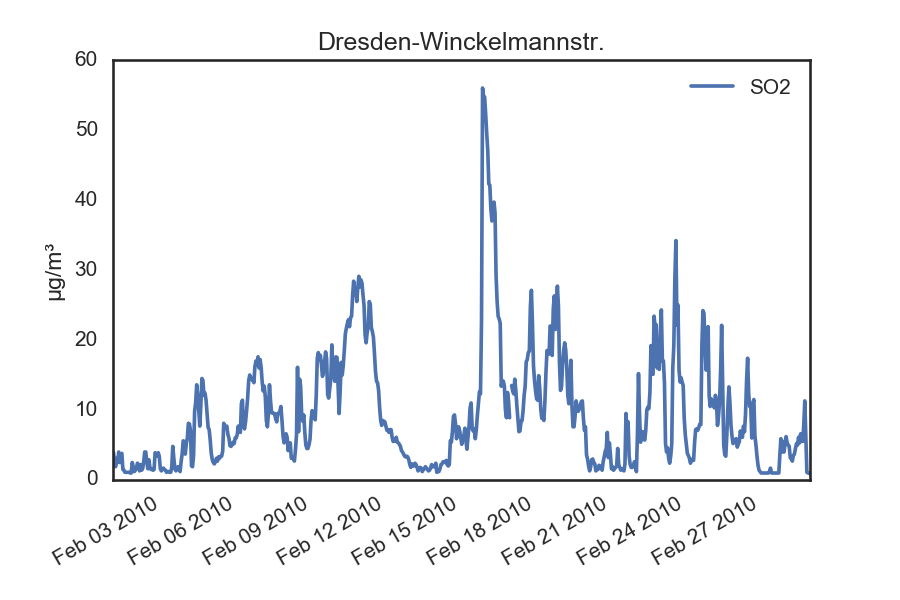 Dresden-Winckelmannstr.
60
50
40
30
20
10
0
µg/m³
SO2
Feb 03 2010
Feb 06 2010
Feb 09 2010
Feb 12 2010
Feb 15 2010
Feb 18 2010
Feb 21 2010
Feb 24 2010
Feb 27 2010